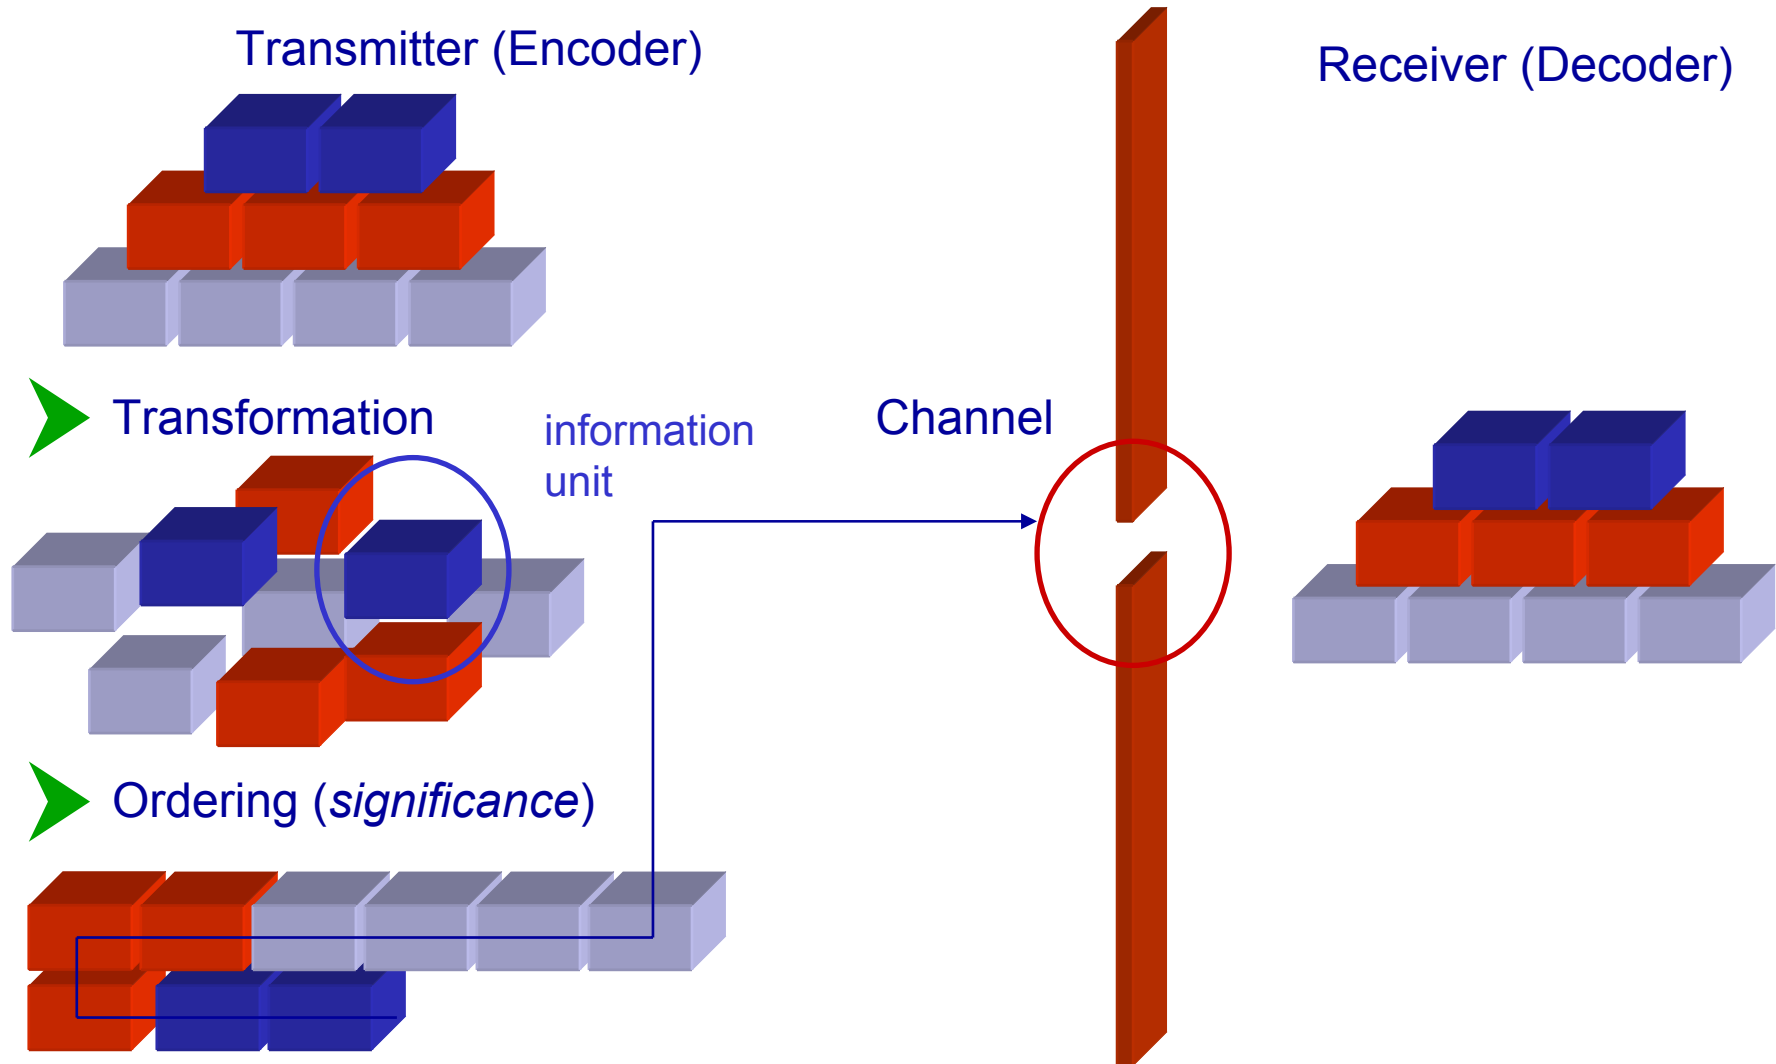 Transmitter (Encoder)
Receiver (Decoder)
Transformation
information
unit
Channel
Ordering (significance)